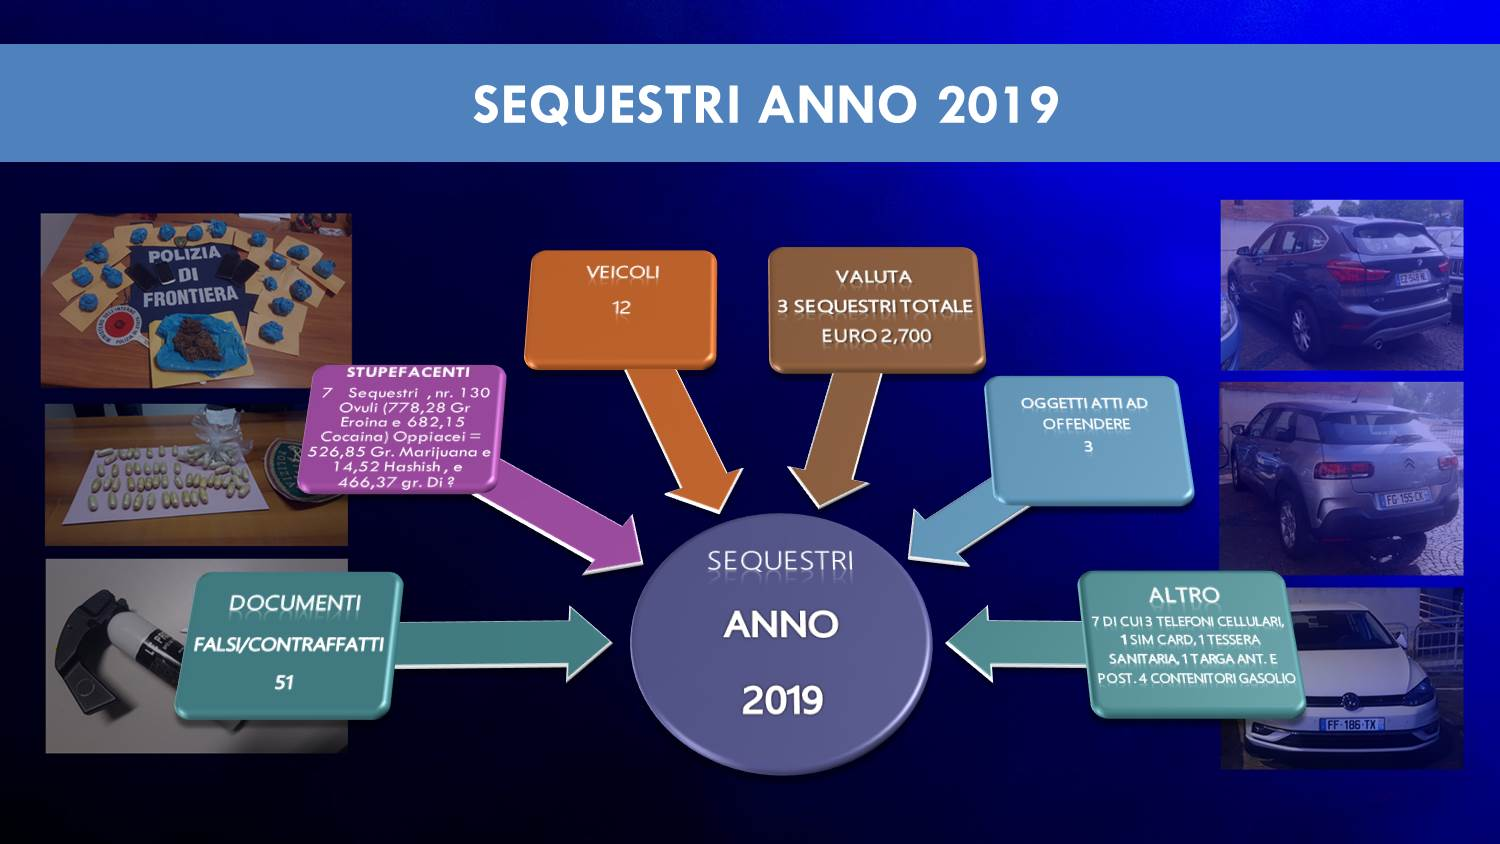 SEQUESTRI ANNO 2019
POLIZIA
DI
FRONTIERA
VEICOLI
12
VALUTA
3 SEQUESTRI TOTALE
EURO 2,700
STUPEFACENTI
7 Sequestri , nr. 130
Ovuli (778,28 Gr
Eroina e 682,15
Cocaina) Oppiacei =
526,85 Gr. Marijuana e
14,52 Hashish , e
466,37 gr. Di ?
OGGETTI ATTI AD
OFFENDERE
3
DOCUMENTI
FALSI/CONTRAFFATTI
51
SEQUESTRI
ANNO
2019
ALTRO
7 DI CUI 3 TELEFONI CELLULARI,
1 SIM CARD, 1 TESSERA
SANITARIA, 1 TARGA ANT. E
POST. 4 CONTENITORI GASOLIO
FG 155 CK
FF-186-TX